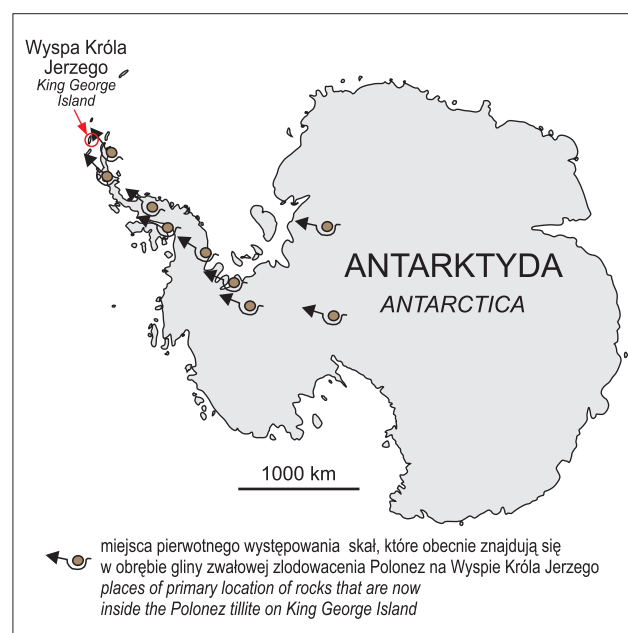 Wyspa Króla
Jerzego
King George
Island
ANTARKTYDA
ANTARCTICA
1000 km
miejsca pierwotnego występowania skał, które obecnie znajdują się
w obrębie gliny zwałowej zlodowacenia Polonez na Wyspie Króla Jerzego
places of primary location of rocks that are now
inside the Polonez tillite on King George Island